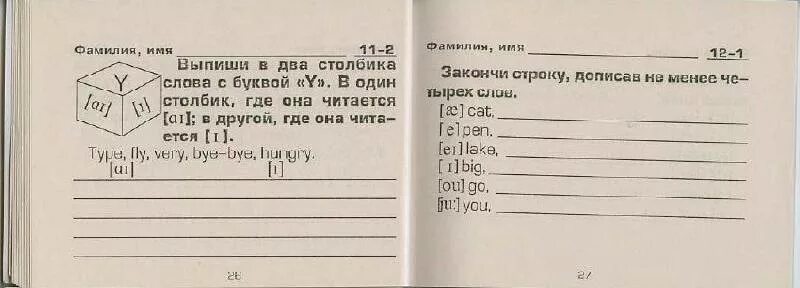 Фамилия, имя 11-2
Y
[aɪ] [ɪ]
Выпиши в два столбика
слова с буквой «Y». В один
столбик, где она читается
[aɪ]; в другой, где она чита-
ется [ɪ].
Type, fly, very, bye-bye, hungry.
[aɪ] [ɪ]
26
Фамилия, имя 12-1
Закончи строку, дописав не менее че-
тырех слов.
[æ] cat,
[e] pen,
[eɪ] lake,
[ɪ] big,
[ou] go,
[ju:] you,
27